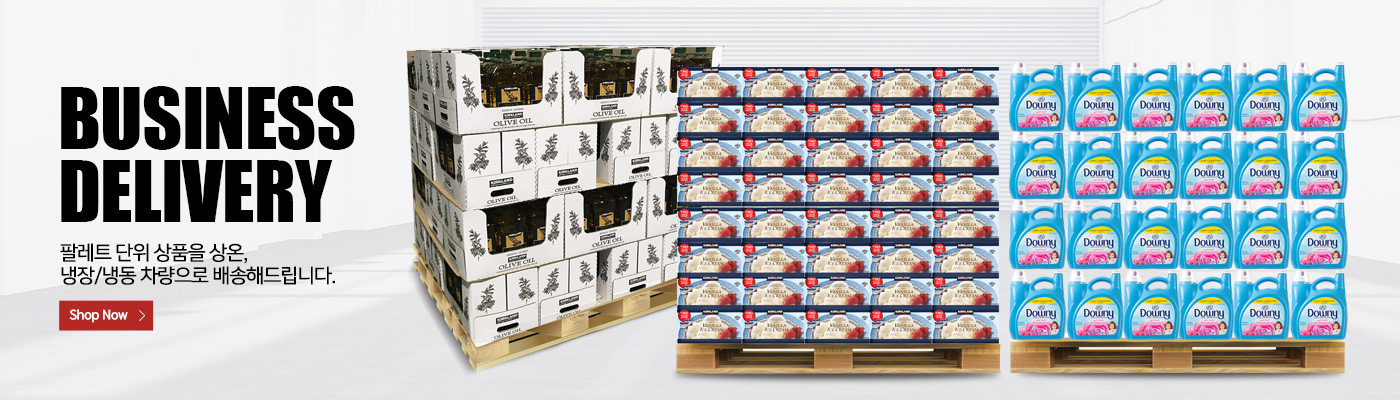 BUSINESS
DELIVERY
팔레트 단위 상품을 상온,
냉장/냉동 차량으로 배송해드립니다.
Shop Now
KIRKLAND
OLIVE OIL
KIRKLAND
VANILLA
ICE CREAM
Downy